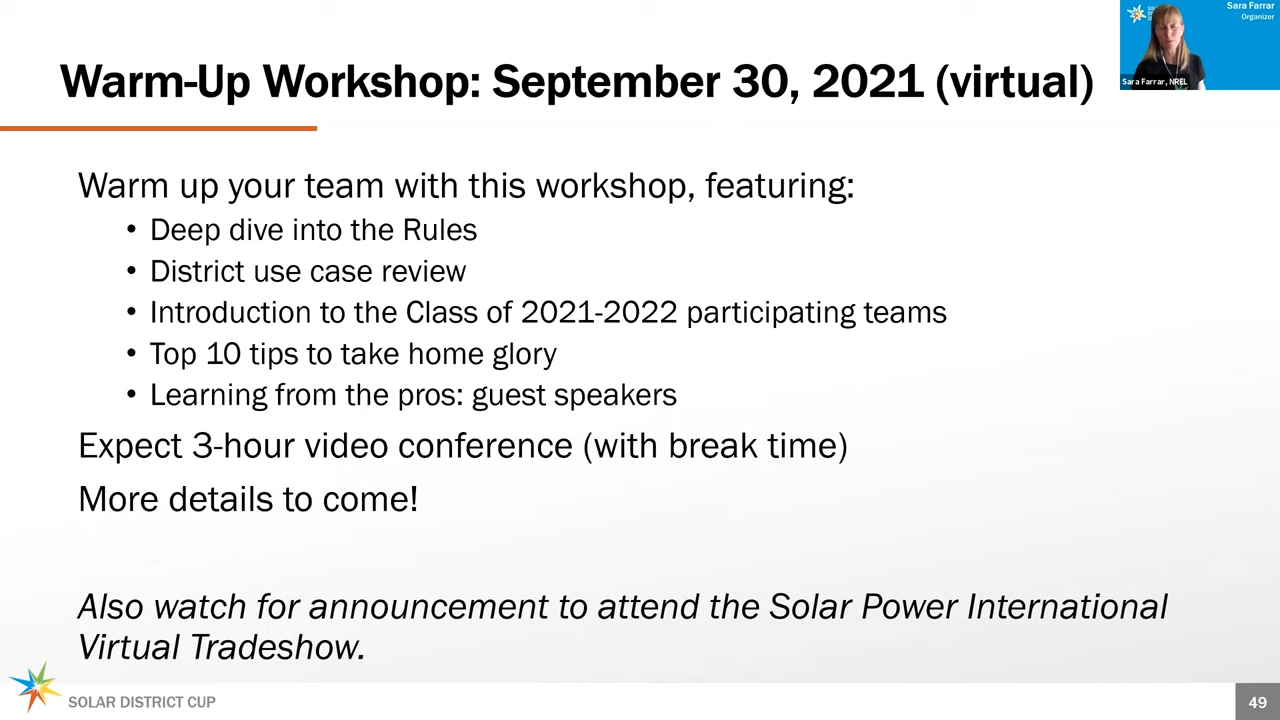 Sara Farrar
Organizer
Sara Farrar, NREL
Warm-Up Workshop: September 30, 2021 (virtual)
Warm up your team with this workshop, featuring:
• Deep dive into the Rules
• District use case review
• Introduction to the Class of 2021-2022 participating teams
• Top 10 tips to take home glory
• Learning from the pros: guest speakers
Expect 3-hour video conference (with break time)
More details to come!
Also watch for announcement to attend the Solar Power International
Virtual Tradeshow.
SOLAR DISTRICT CUP
49